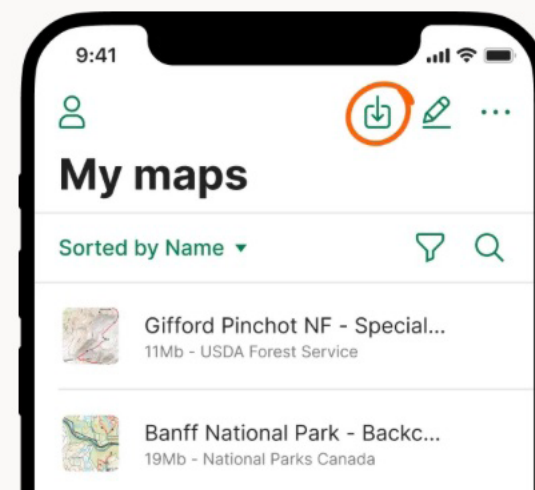 9:41
My maps
Sorted by Name
Gifford Pinchot NF - Special...
11Mb - USDA Forest Service
Banff National Park - Backc...
19Mb - National Parks Canada